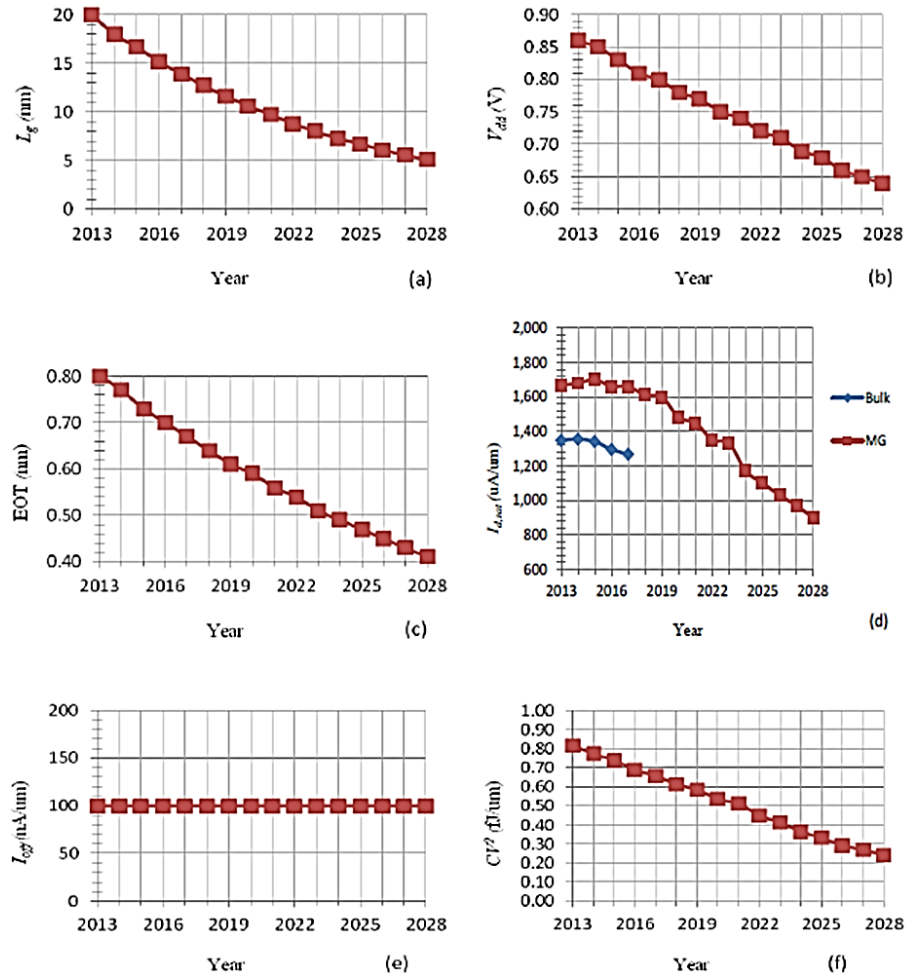 20
15
10
5
0
L_g (nm)
2013 2016 2019 2022 2025 2028
Year
(a)
0.90
0.85
0.80
0.75
0.70
0.65
0.60
V_dd (V)
2013 2016 2019 2022 2025 2028
Year
(b)
0.80
0.70
0.60
0.50
0.40
EOT (nm)
2013 2016 2019 2022 2025 2028
Year
(c)
2,000
1,800
1,600
1,400
1,200
1,000
800
600
I_d,sat (uA/um)
2013 2016 2019 2022 2025 2028
Year
(d)
Bulk
MG
200
150
100
50
0
I_off (nA/um)
2013 2016 2019 2022 2025 2028
Year
(e)
1.00
0.90
0.80
0.70
0.60
0.50
0.40
0.30
0.20
0.10
0.00
CV² (fJ/um)
2013 2016 2019 2022 2025 2028
Year
(f)